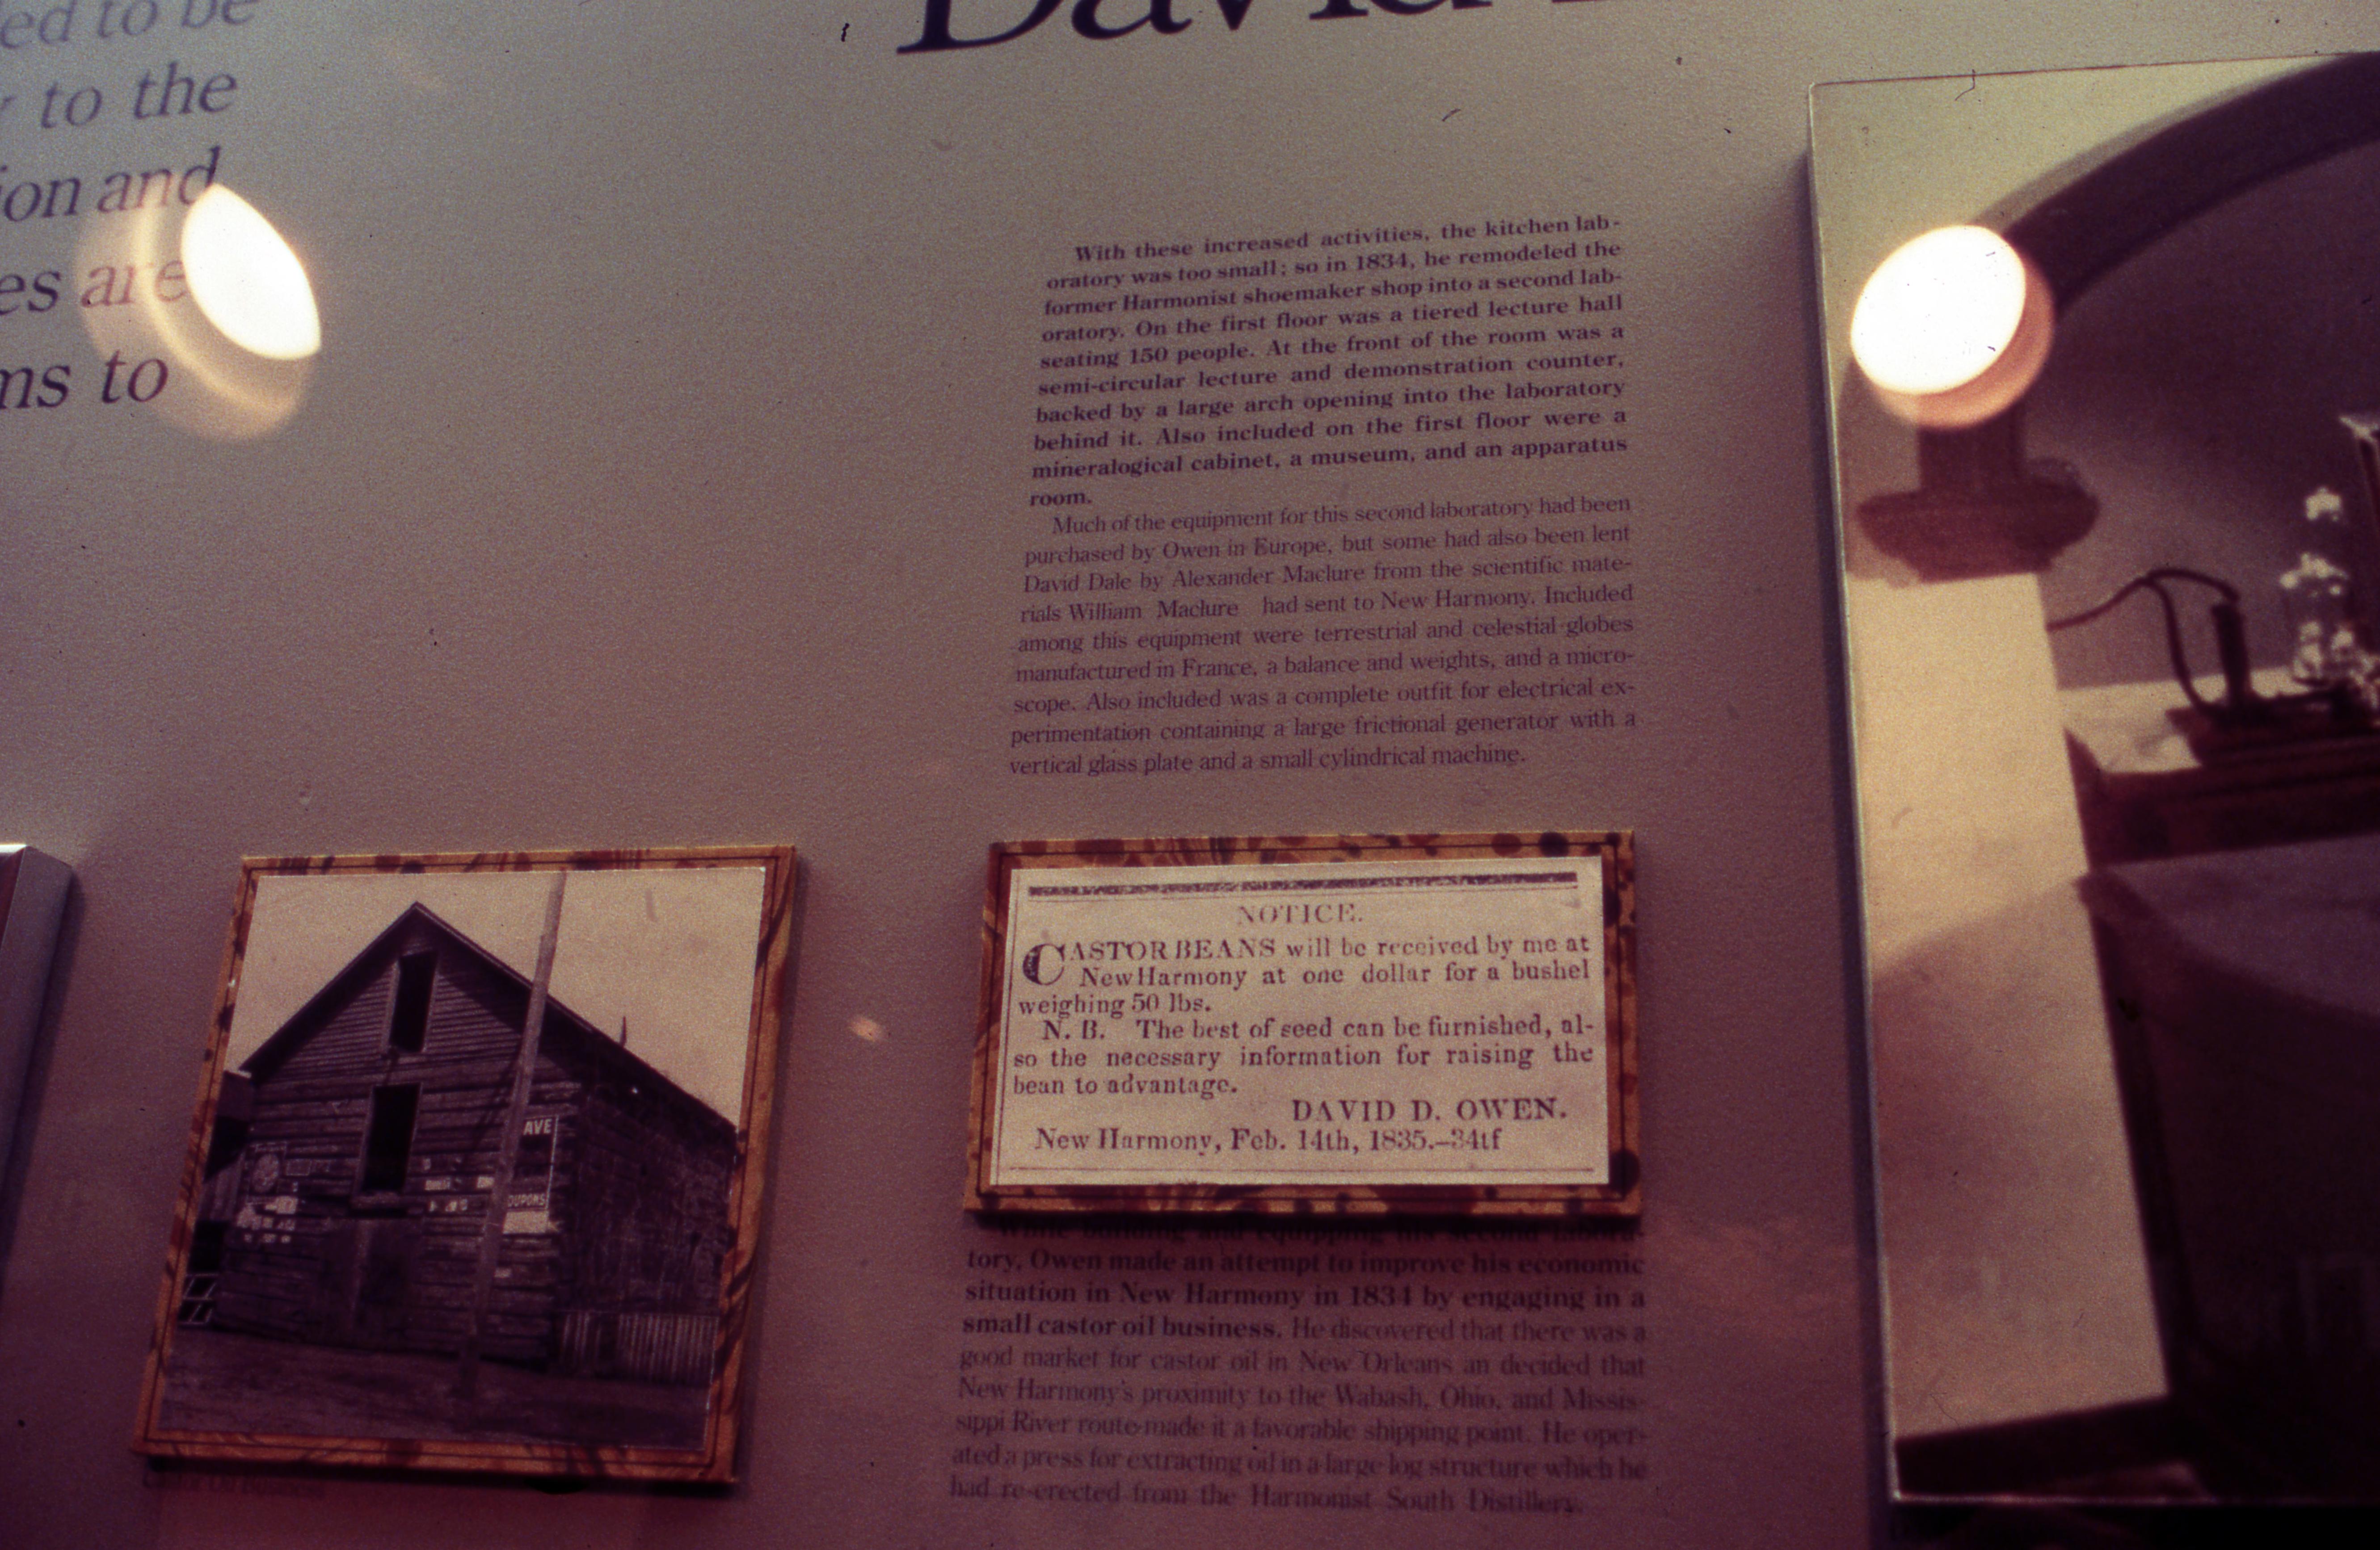 ed to be
to the
ion and
es are
ms to
David
With these increased activities, the kitchen lab-
oratory was too small; so in 1834, he remodeled the
former Harmonist shoemaker shop into a second lab-
oratory. On the first floor was a tiered lecture hall
seating 150 people. At the front of the room was a
semi-circular lecture and demonstration counter,
backed by a large arch opening into the laboratory
behind it. Also included on the first floor were a
mineralogical cabinet, a museum, and an apparatus
room.
Much of the equipment for this second laboratory had been
purchased by Owen in Europe, but some had also been lent
David Dale by Alexander Maclure from the scientific mate-
rials William Maclure had sent to New Harmony. Included
among this equipment were terrestrial and celestial globes
manufactured in France, a balance and weights, and a micro-
scope. Also included was a complete outfit for electrical ex-
perimentation containing a large frictional generator with a
vertical glass plate and a small cylindrical machine.
AVE
OUPONS
NOTICE.
CASTOR BEANS will be received by me at
New Harmony at one dollar for a bushel
weighing 50 lbs.
N. B. The best of seed can be furnished, al-
so the necessary information for raising the
bean to advantage.
DAVID D. OWEN.
New Harmony, Feb. 14th, 1835.-34tf
While building and equipping his second labora-
tory, Owen made an attempt to improve his economic
situation in New Harmony in 1834 by engaging in a
small castor oil business. He discovered that there was a
good market for castor oil in New Orleans an decided that
New Harmony's proximity to the Wabash, Ohio, and Missis-
sippi River route made it a favorable shipping point. He oper-
ated a press for extracting oil in a large log structure which he
had re-erected from the Harmonist South Distillery.
Castor Oil Business